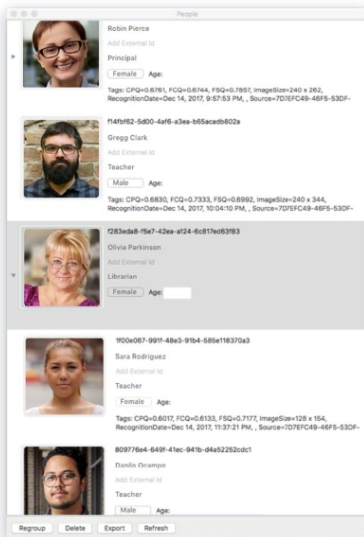 People
Robin Pierce
Add External Id
Principal
Female Age:
Tags: CPQ=0.6761, FCQ=0.6744, FSQ=0.7857, ImageSize=240 x 262,
RecognitionDate=Dec 14, 2017, 9:57:53 PM, , Source=7D7EFC49-46F5-53DF-
f14fbf62-5d00-4af6-a3ea-b65acadb802a
Gregg Clark
Add External Id
Teacher
Male Age:
Tags: CPQ=0.6830, FCQ=0.7333, FSQ=0.6992, ImageSize=240 x 344,
RecognitionDate=Dec 14, 2017, 10:04:10 PM, , Source=7D7EFC49-46F5-53DF-
f283eda8-f5e7-42ea-a124-6c817ed63f83
Olivia Parkinson
Add External Id
Librarian
Female Age:
1f00e067-991f-48e3-91b4-585e118370a3
Sara Rodriguez
Add External Id
Teacher
Female Age:
Tags: CPQ=0.6017, FCQ=0.6133, FSQ=0.7177, ImageSize=128 x 154,
RecognitionDate=Dec 14, 2017, 11:37:21 PM, , Source=7D7EFC49-46F5-53DF-
809776e4-649f-41ec-941b-d4a52252cdc1
Danilo Ocampo
Add External Id
Teacher
Male Age:
Regroup Delete Export Refresh